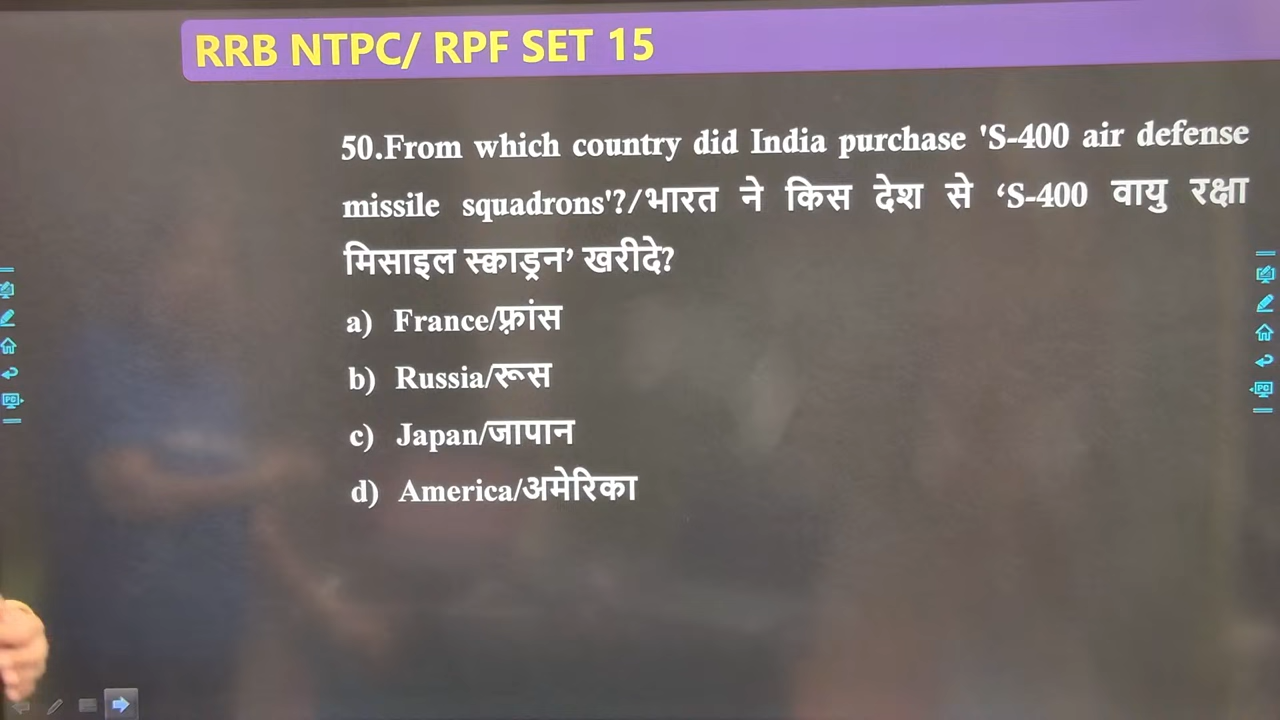 RRB NTPC/ RPF SET 15
50.From which country did India purchase 'S-400 air defense
missile squadrons'?/भारत ने किस देश से ‘S-400 वायु रक्षा
मिसाइल स्क्वाड्रन’ खरीदे?
a) France/फ़्रांस
b) Russia/रूस
c) Japan/जापान
d) America/अमेरिका